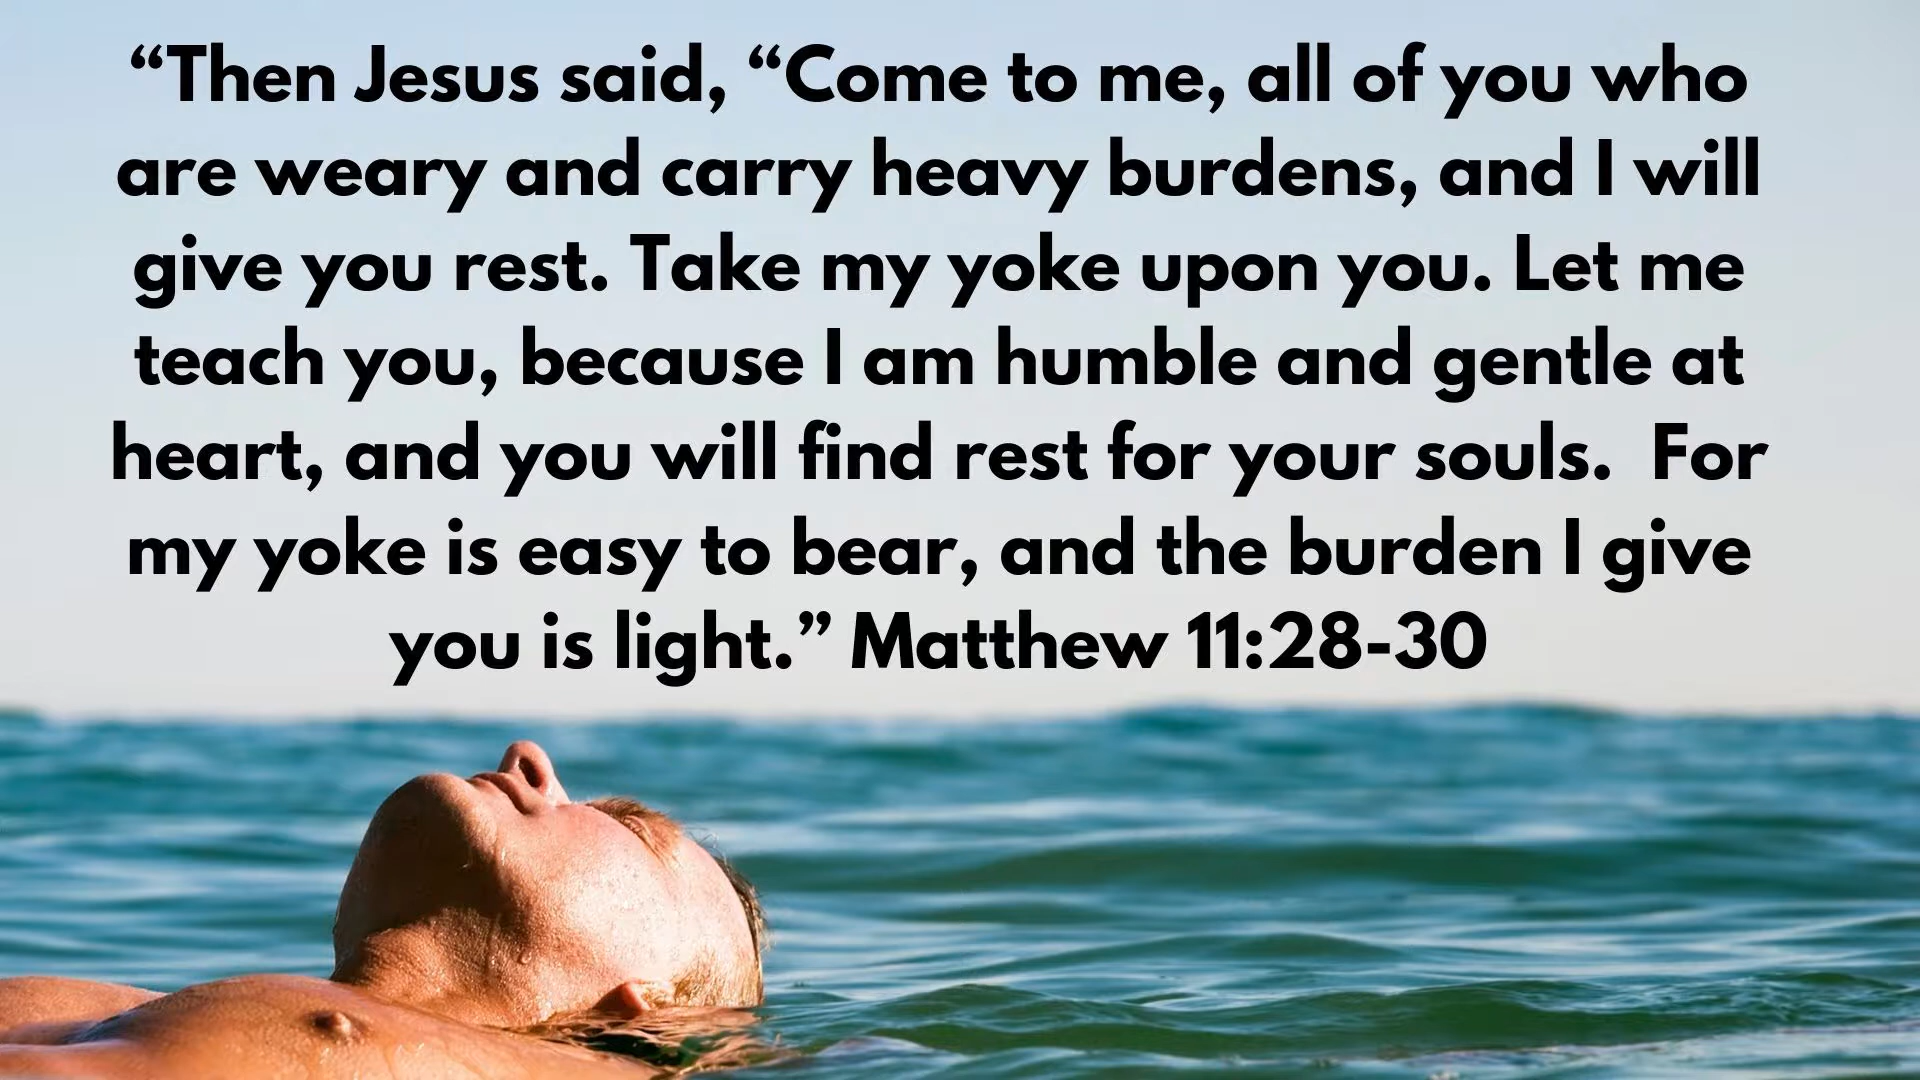 “Then Jesus said, “Come to me, all of you who
are weary and carry heavy burdens, and I will
give you rest. Take my yoke upon you. Let me
teach you, because I am humble and gentle at
heart, and you will find rest for your souls.  For
my yoke is easy to bear, and the burden I give
you is light.” Matthew 11:28-30